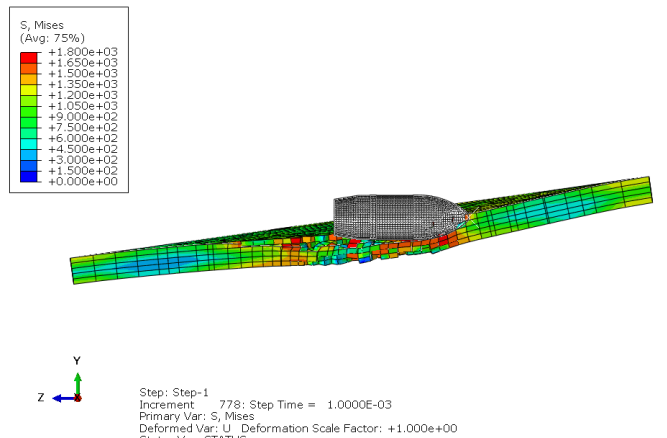 S, Mises
(Avg: 75%)
+1.800e+03
+1.650e+03
+1.500e+03
+1.350e+03
+1.200e+03
+1.050e+03
+9.000e+02
+7.500e+02
+6.000e+02
+4.500e+02
+3.000e+02
+1.500e+02
+0.000e+00
Y
Z
Step: Step-1
Increment 778: Step Time = 1.0000E-03
Primary Var: S, Mises
Deformed Var: U Deformation Scale Factor: +1.000e+00